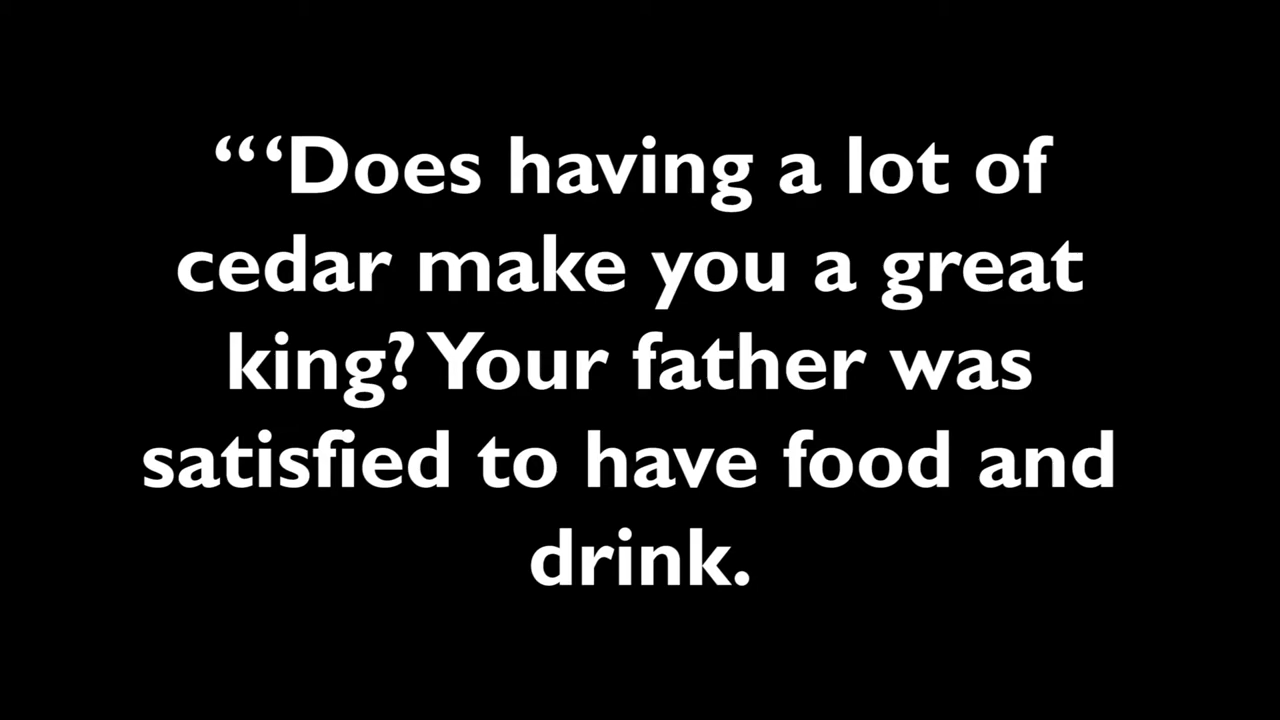 “‘Does having a lot of
cedar make you a great
king? Your father was
satisfied to have food and
drink.